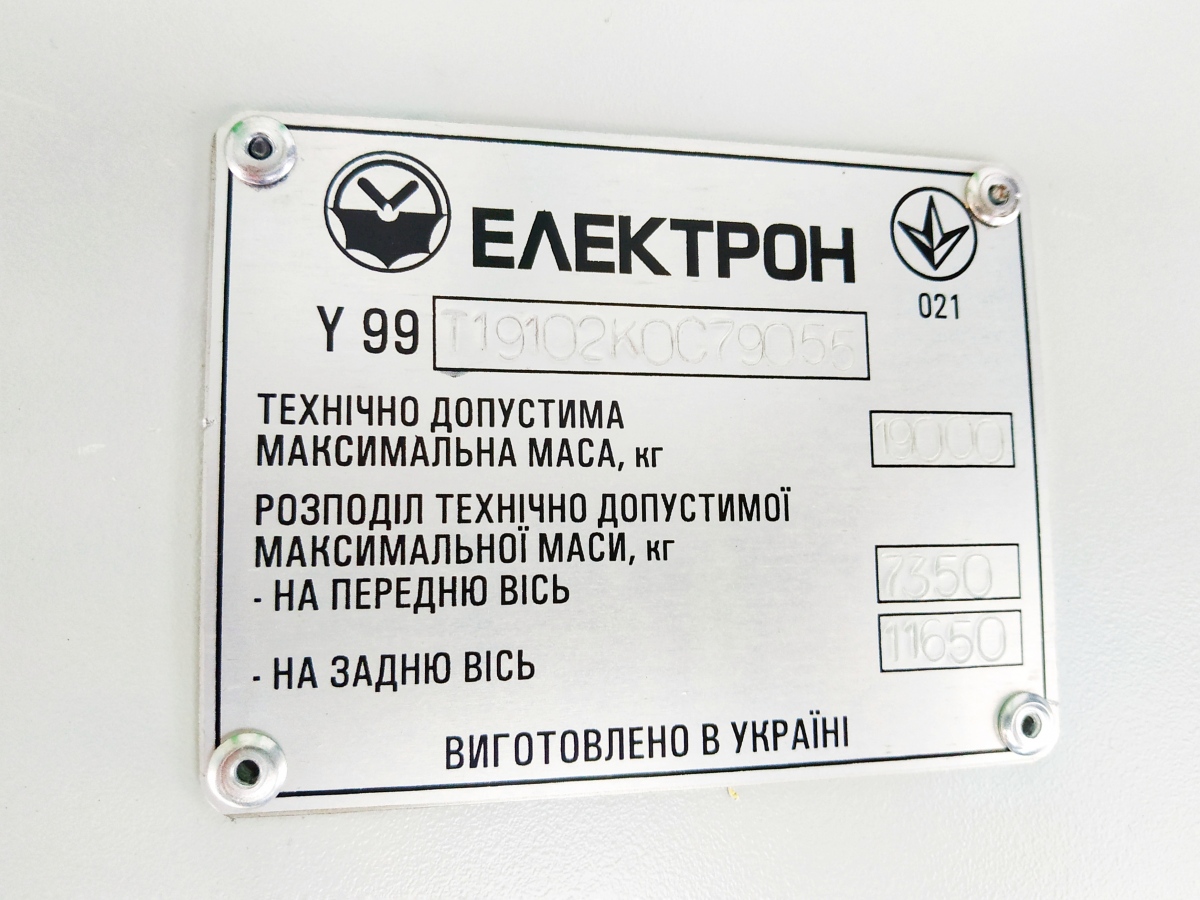 ЕЛЕКТРОН
021
Y 99 T19102K0C79055
ТЕХНІЧНО ДОПУСТИМА
МАКСИМАЛЬНА МАСА, кг 19000
РОЗПОДІЛ ТЕХНІЧНО ДОПУСТИМОЇ
МАКСИМАЛЬНОЇ МАСИ, кг
- НА ПЕРЕДНЮ ВІСЬ 7350
- НА ЗАДНЮ ВІСЬ 11650
ВИГОТОВЛЕНО В УКРАЇНІ